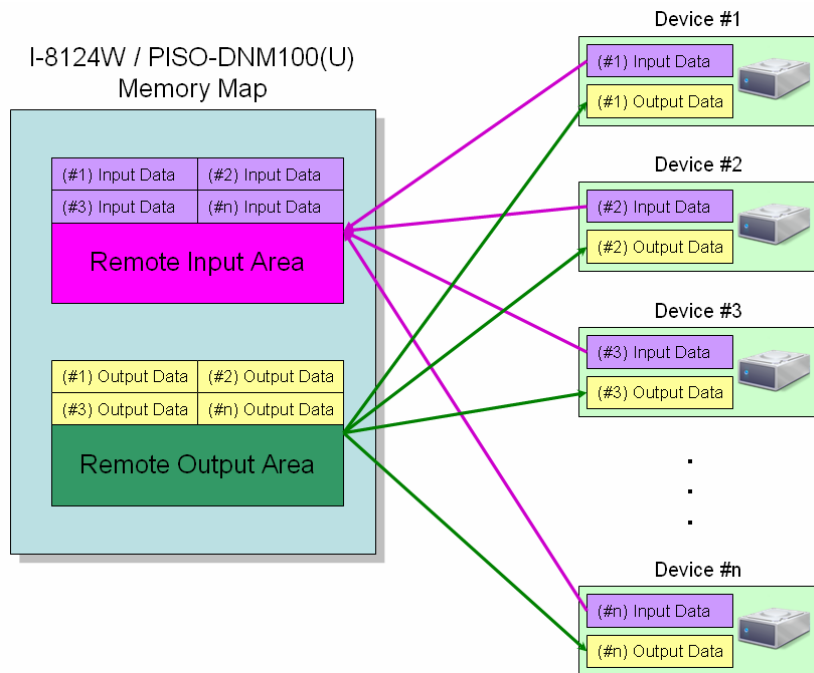 I-8124W / PISO-DNM100(U)
Memory Map
(#1) Input Data
(#2) Input Data
(#3) Input Data
(#n) Input Data
Remote Input Area
(#1) Output Data
(#2) Output Data
(#3) Output Data
(#n) Output Data
Remote Output Area
Device #1
(#1) Input Data
(#1) Output Data
Device #2
(#2) Input Data
(#2) Output Data
Device #3
(#3) Input Data
(#3) Output Data
.
.
.
Device #n
(#n) Input Data
(#n) Output Data